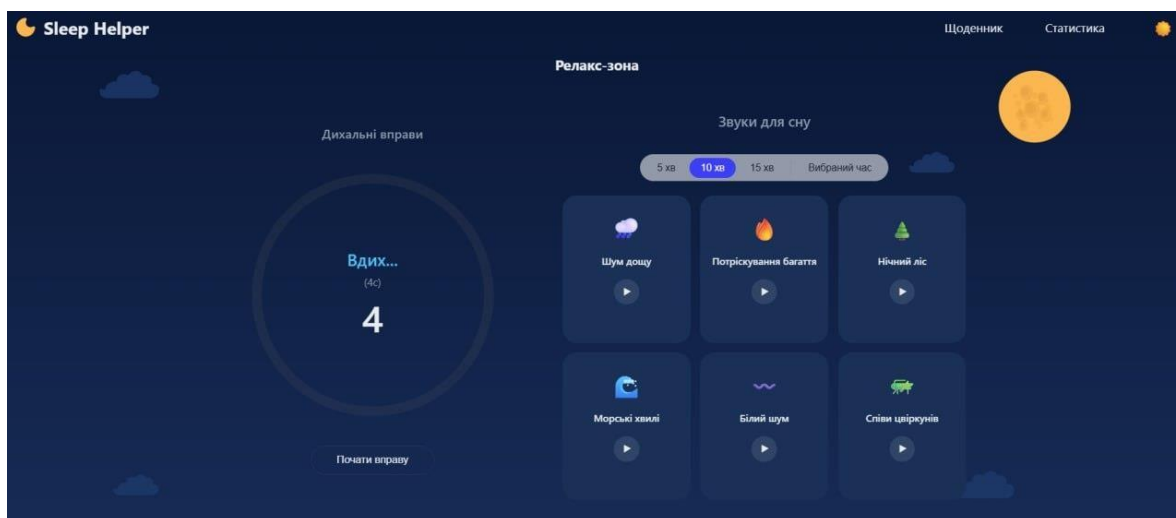 Sleep Helper
Щоденник
Статистика
Релакс-зона
Дихальні вправи
Вдих...
(4с)
4
Почати вправу
Звуки для сну
5 хв
10 хв
15 хв
Вибраний час
Шум дощу
Потріскування багаття
Нічний ліс
Морські хвилі
Білий шум
Співи цвіркунів